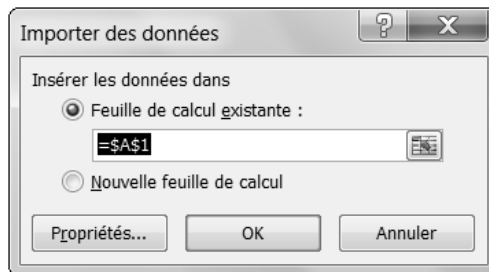 Importer des données
Insérer les données dans
Feuille de calcul existante :
=$A$1
Nouvelle feuille de calcul
Propriétés... OK Annuler